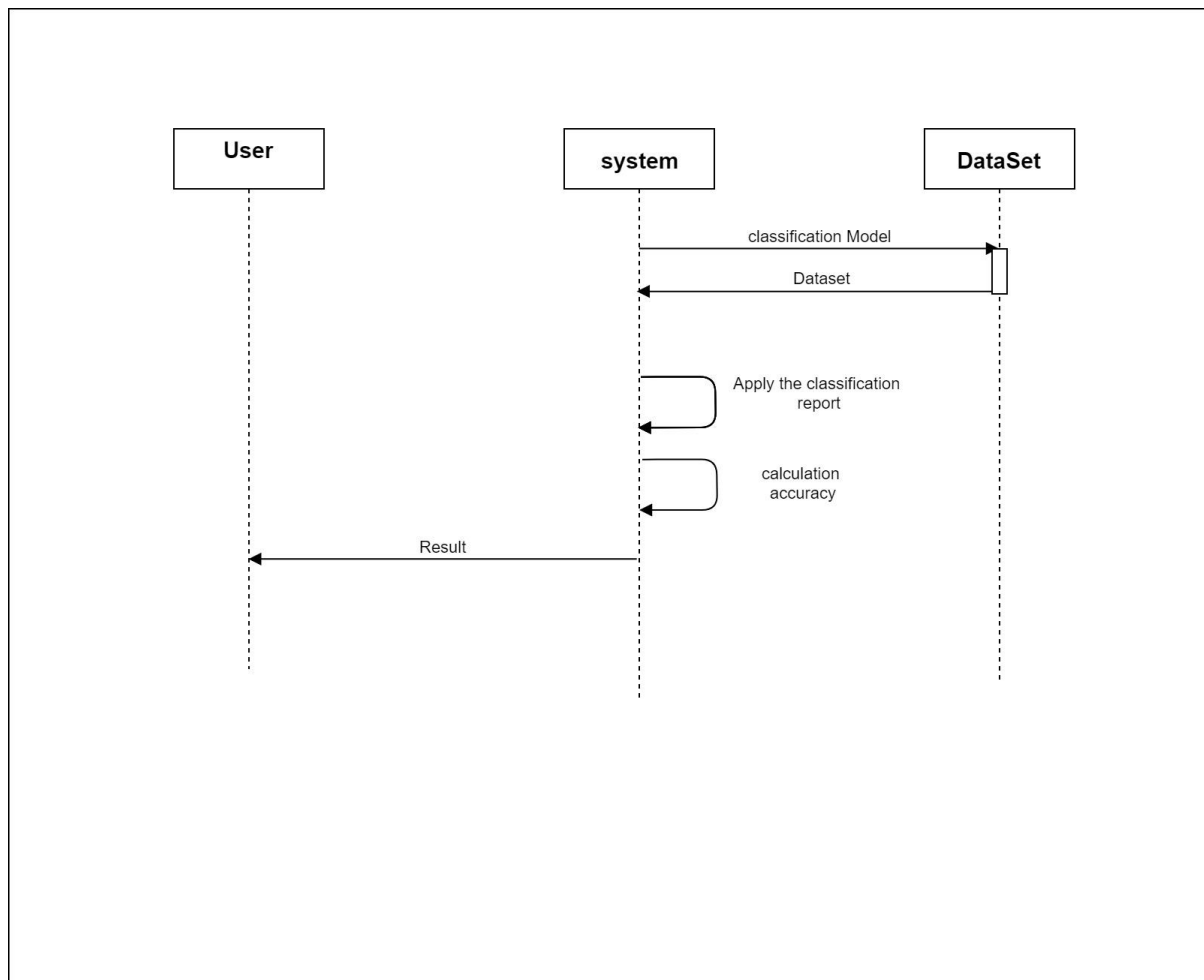 User
system
DataSet
classification Model
Dataset
Apply the classification
report
calculation
accuracy
Result